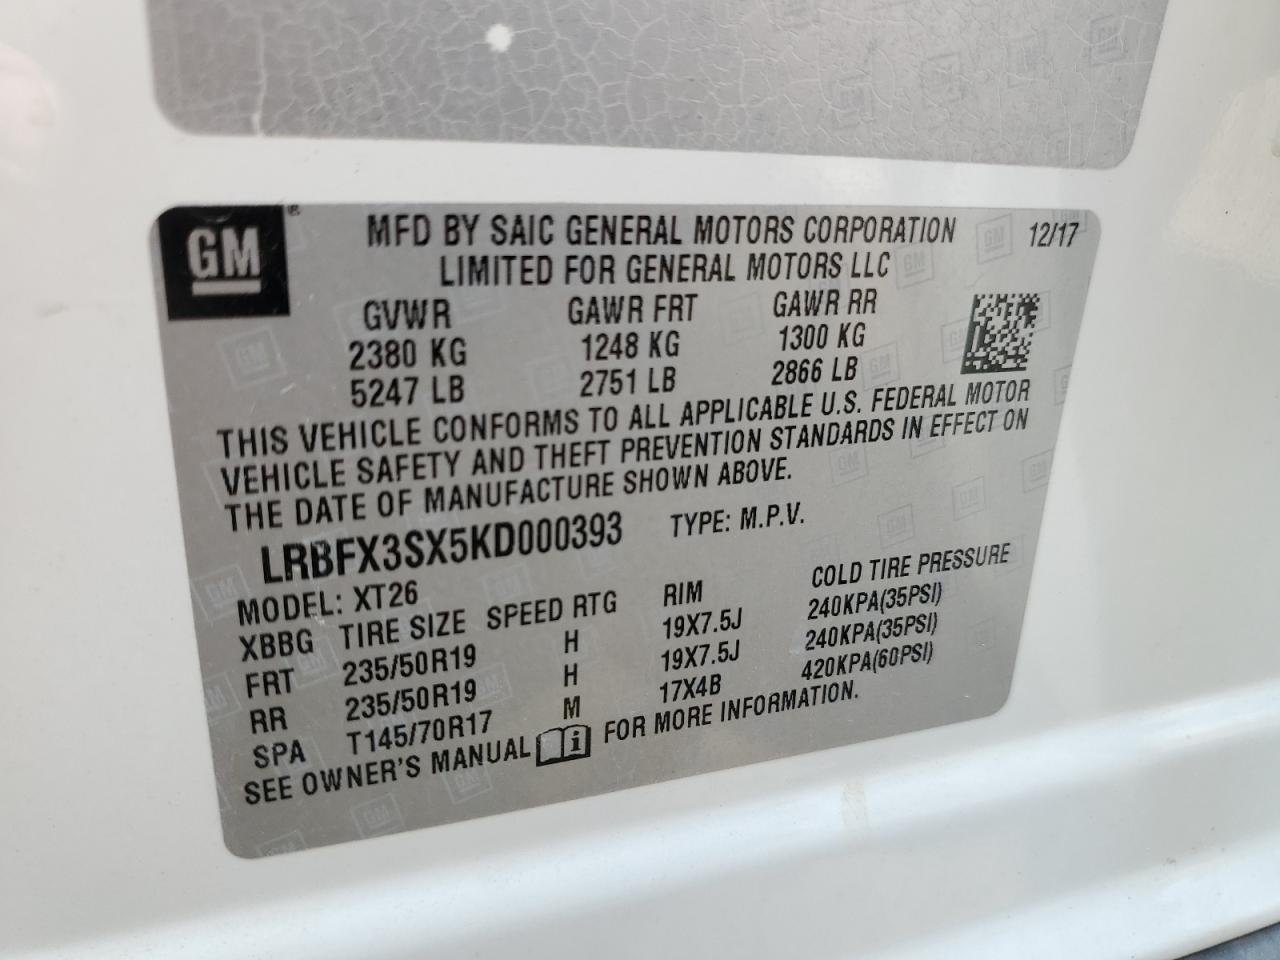 GM ®
MFD BY SAIC GENERAL MOTORS CORPORATION 12/17
LIMITED FOR GENERAL MOTORS LLC
GVWR GAWR FRT GAWR RR
2380 KG 1248 KG 1300 KG
5247 LB 2751 LB 2866 LB
THIS VEHICLE CONFORMS TO ALL APPLICABLE U.S. FEDERAL MOTOR
VEHICLE SAFETY AND THEFT PREVENTION STANDARDS IN EFFECT ON
THE DATE OF MANUFACTURE SHOWN ABOVE.
LRBFX3SX5KD000393 TYPE: M.P.V.
MODEL: XT26
XBBG TIRE SIZE SPEED RTG RIM COLD TIRE PRESSURE
FRT 235/50R19 H 19X7.5J 240KPA(35PSI)
RR 235/50R19 H 19X7.5J 240KPA(35PSI)
SPA T145/70R17 M 17X4B 420KPA(60PSI)
SEE OWNER'S MANUAL i FOR MORE INFORMATION.